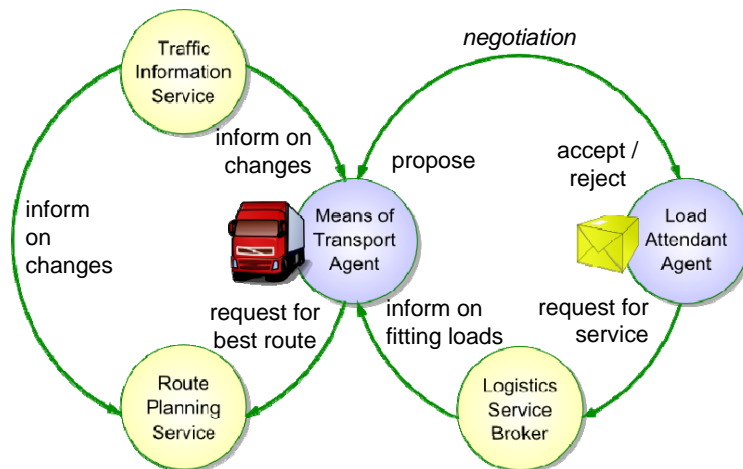 negotiation
Traffic
Information
Service
inform on
changes
propose
accept /
reject
inform
on
changes
Means of
Transport
Agent
Load
Attendant
Agent
request for
best route
inform on
fitting loads
request for
service
Route
Planning
Service
Logistics
Service
Broker